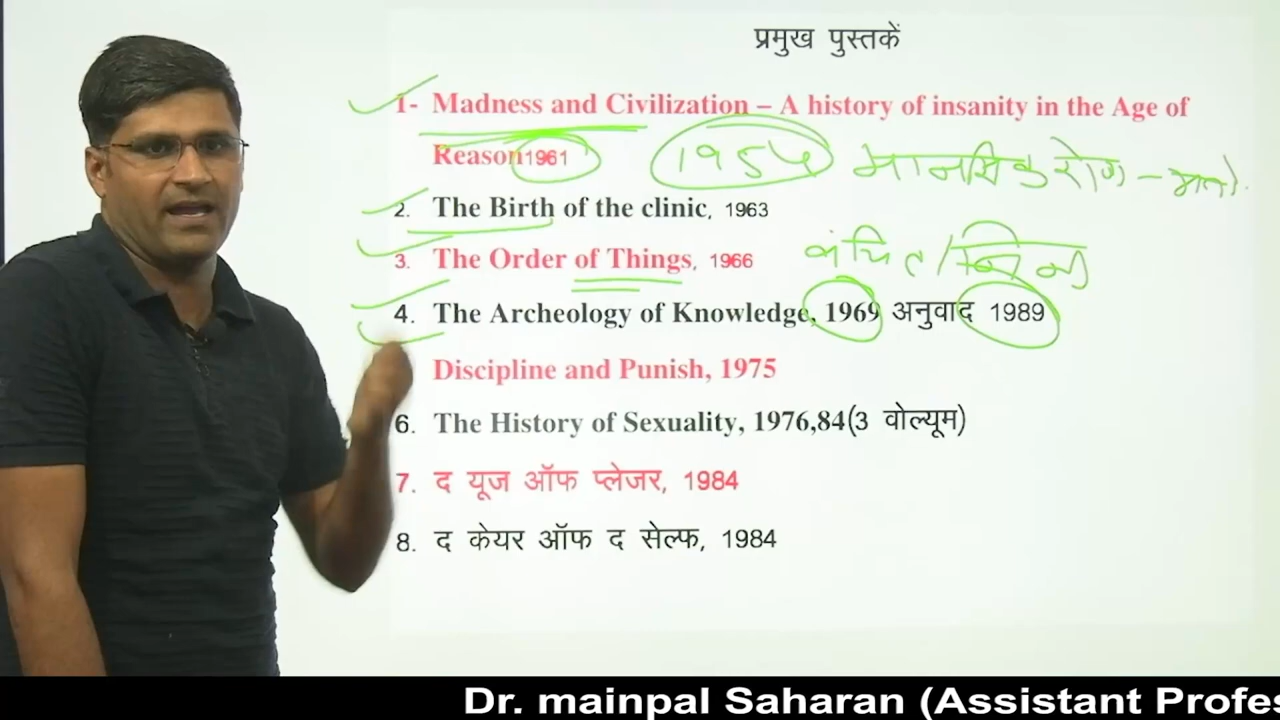 प्रमुख पुस्तकें
1- Madness and Civilization – A history of insanity in the Age of
Reason1961 1954 मानसिक रोग -
2. The Birth of the clinic, 1963
3. The Order of Things, 1966
4. The Archeology of Knowledge, 1969 अनुवाद 1989
Discipline and Punish, 1975
6. The History of Sexuality, 1976,84(3 वोल्यूम)
7. द यूज ऑफ प्लेजर, 1984
8. द केयर ऑफ द सेल्फ, 1984
Dr. mainpal Saharan (Assistant Profes